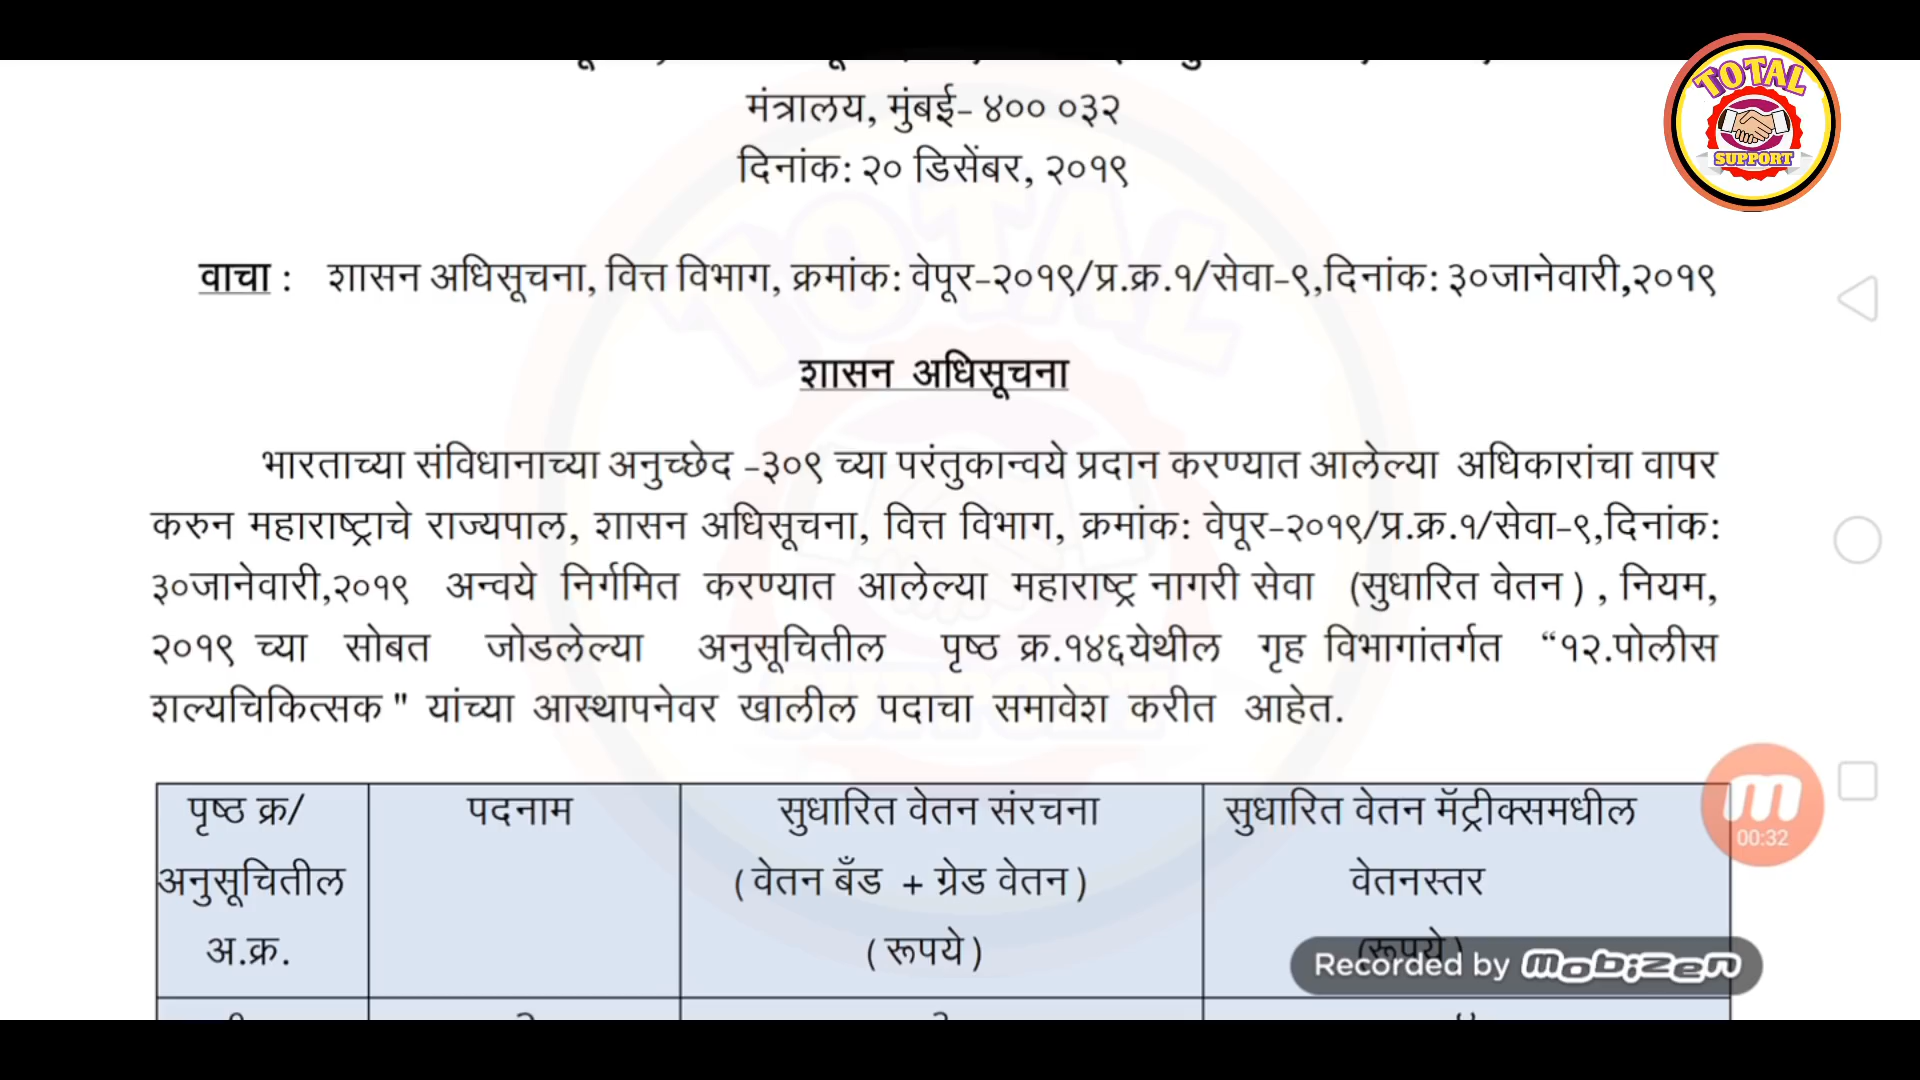 मंत्रालय, मुंबई- ४०० ०३२
दिनांक: २० डिसेंबर, २०१९
TOTAL
SUPPORT
वाचा : शासन अधिसूचना, वित्त विभाग, क्रमांक: वेपूर-२०१९/प्र.क्र.१/सेवा-९,दिनांक: ३०जानेवारी,२०१९
शासन अधिसूचना
भारताच्या संविधानाच्या अनुच्छेद -३०९ च्या परंतुकान्वये प्रदान करण्यात आलेल्या अधिकारांचा वापर
करुन महाराष्ट्राचे राज्यपाल, शासन अधिसूचना, वित्त विभाग, क्रमांक: वेपूर-२०१९/प्र.क्र.१/सेवा-९,दिनांक:
३०जानेवारी,२०१९ अन्वये निर्गमित करण्यात आलेल्या महाराष्ट्र नागरी सेवा (सुधारित वेतन) , नियम,
२०१९ च्या सोबत जोडलेल्या अनुसूचितील पृष्ठ क्र.१४६येथील गृह विभागांतर्गत “१२.पोलीस
शल्यचिकित्सक" यांच्या आस्थापनेवर खालील पदाचा समावेश करीत आहेत.
पृष्ठ क्र/
अनुसूचितील
अ.क्र.
पदनाम
सुधारित वेतन संरचना
(वेतन बँड + ग्रेड वेतन)
(रूपये)
सुधारित वेतन मॅट्रीक्समधील
वेतनस्तर
(रूपये)
00:32
Recorded by mobizen